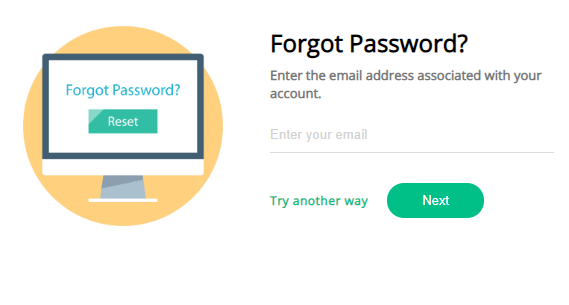 Forgot Password?
Reset
Forgot Password?
Enter the email address associated with your
account.
Enter your email
Try another way
Next